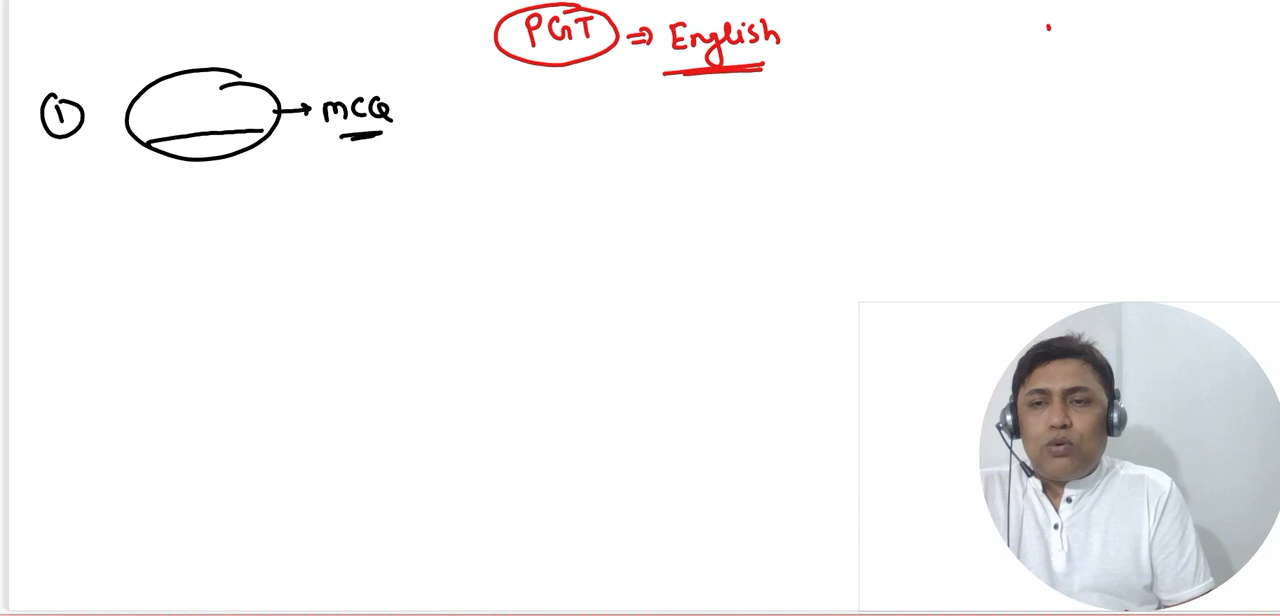 PGT ⇒ English
① → MCQ